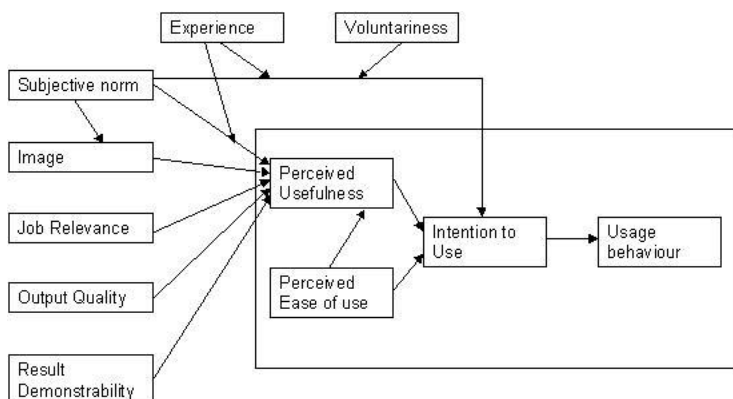 Experience
Voluntariness
Subjective norm
Image
Perceived
Usefulness
Job Relevance
Intention to
Use
Usage
behaviour
Perceived
Ease of use
Output Quality
Result
Demonstrability